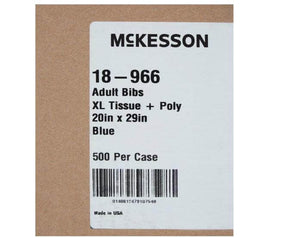 McKESSON
18-966
Adult Bibs
XL Tissue + Poly
20in x 29in
Blue
500 Per Case
Made in USA